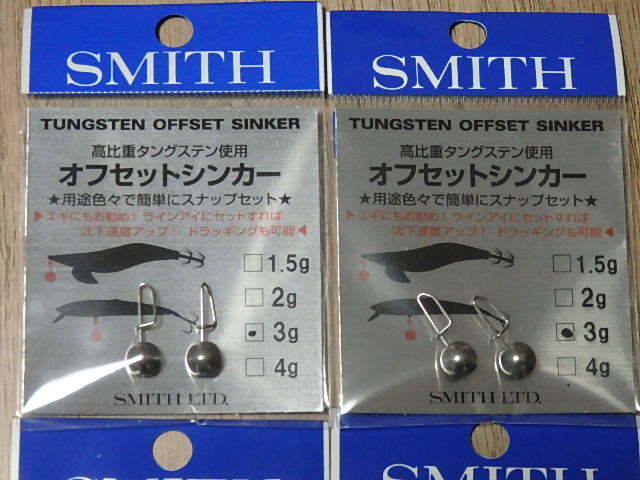 SMITH
TUNGSTEN OFFSET SINKER
高比重タングステン使用
オフセットシンカー
★用途色々で簡単にスナップセット★
▶エギにもお勧め！ラインアイにセットすれば
沈下速度アップ！ ドラッギングも可能◀
1.5g
2g
3g
4g
SMITH LTD.
SMITH
TUNGSTEN OFFSET SINKER
高比重タングステン使用
オフセットシンカー
★用途色々で簡単にスナップセット★
▶エギにもお勧め！ラインアイにセットすれば
沈下速度アップ！ ドラッギングも可能◀
1.5g
2g
3g
4g
SMITH LTD.
SMITH
SMITH